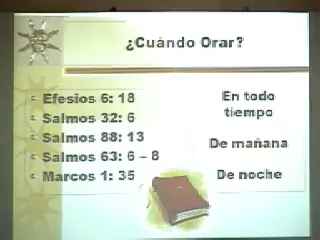 ¿Cuándo Orar?
Efesios 6: 18
Salmos 32: 6
Salmos 88: 13
Salmos 63: 6 – 8
Marcos 1: 35
En todo
tiempo
De mañana
De noche